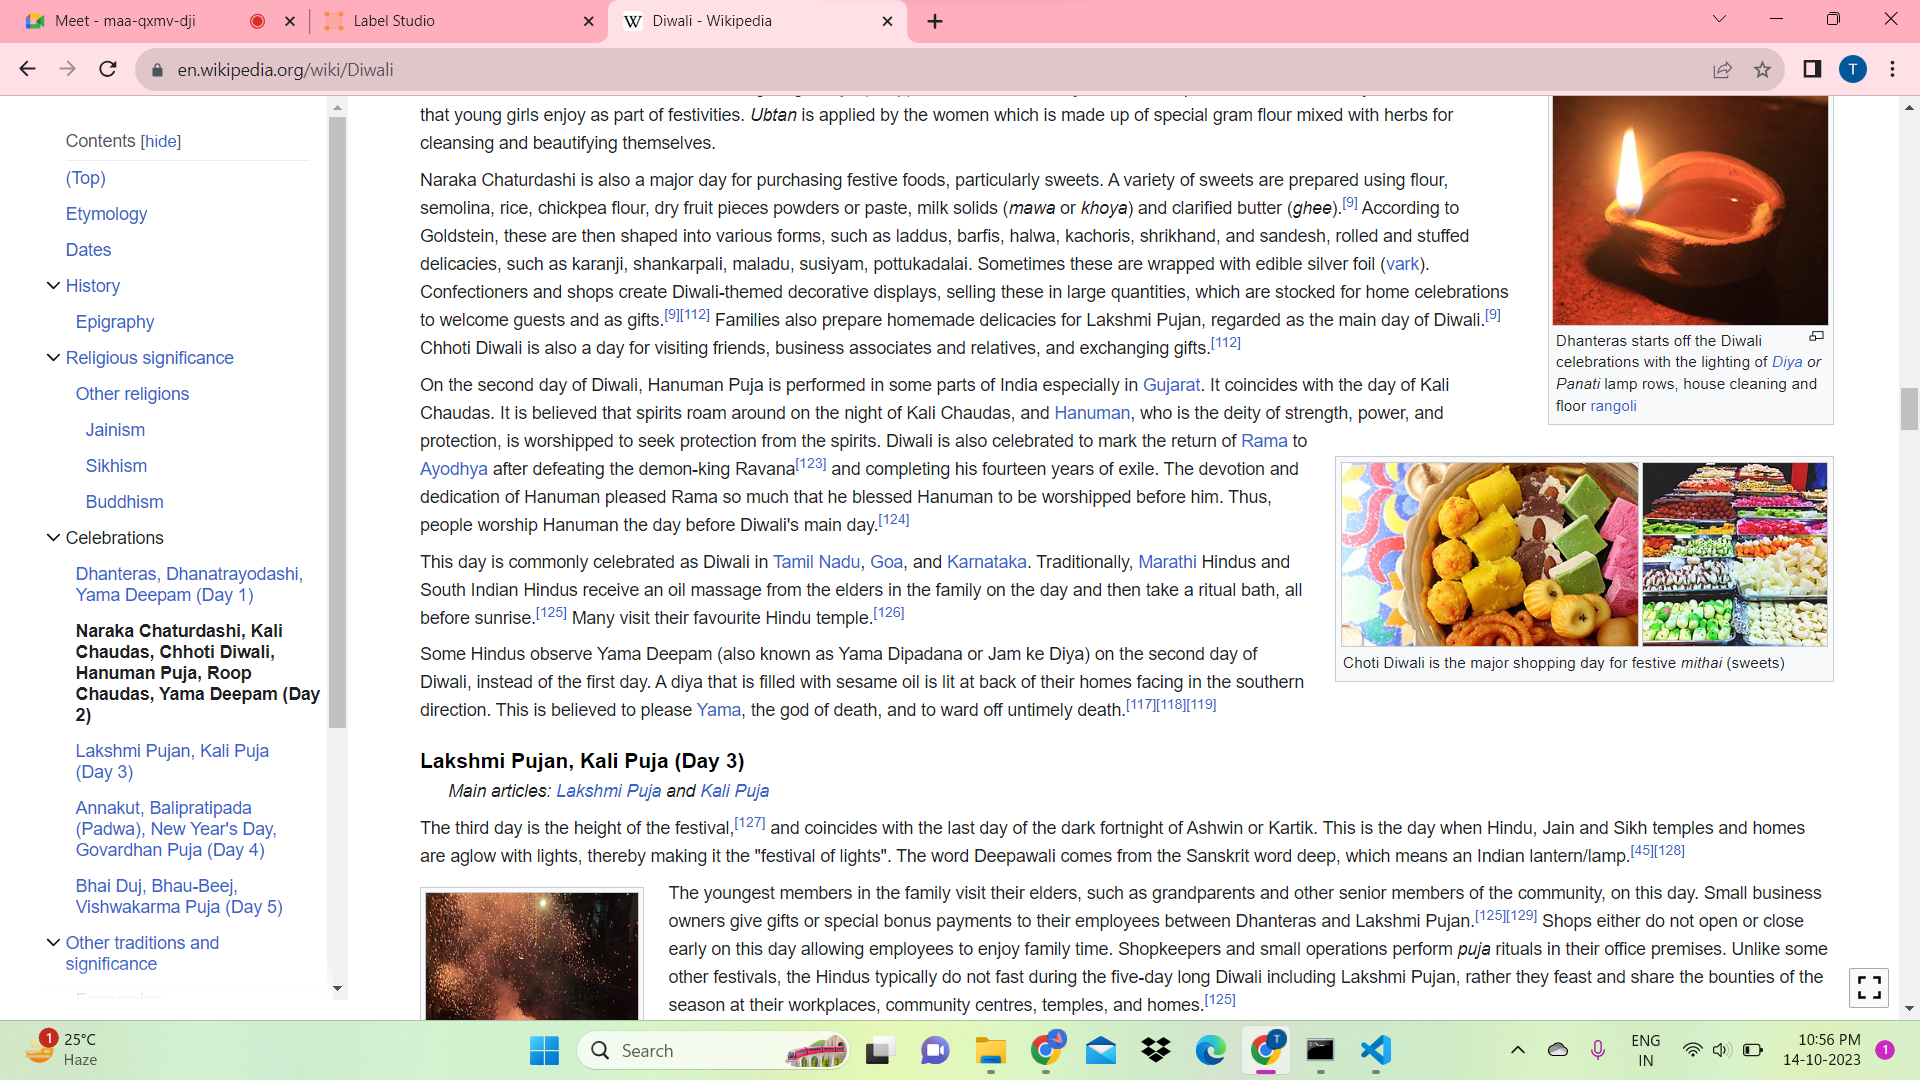 Meet - maa-qxmv-dji
Label Studio
Diwali - Wikipedia
en.wikipedia.org/wiki/Diwali
T
Contents [hide]
(Top)
Etymology
Dates
History
Epigraphy
Religious significance
Other religions
Jainism
Sikhism
Buddhism
Celebrations
Dhanteras, Dhanatrayodashi,
Yama Deepam (Day 1)
Naraka Chaturdashi, Kali
Chaudas, Chhoti Diwali,
Hanuman Puja, Roop
Chaudas, Yama Deepam (Day
2)
Lakshmi Pujan, Kali Puja
(Day 3)
Annakut, Balipratipada
(Padwa), New Year's Day,
Govardhan Puja (Day 4)
Bhai Duj, Bhau-Beej,
Vishwakarma Puja (Day 5)
Other traditions and
significance
that young girls enjoy as part of festivities. Ubtan is applied by the women which is made up of special gram flour mixed with herbs for
cleansing and beautifying themselves.
Naraka Chaturdashi is also a major day for purchasing festive foods, particularly sweets. A variety of sweets are prepared using flour,
semolina, rice, chickpea flour, dry fruit pieces powders or paste, milk solids (mawa or khoya) and clarified butter (ghee).[9] According to
Goldstein, these are then shaped into various forms, such as laddus, barfis, halwa, kachoris, shrikhand, and sandesh, rolled and stuffed
delicacies, such as karanji, shankarpali, maladu, susiyam, pottukadalai. Sometimes these are wrapped with edible silver foil (vark).
Confectioners and shops create Diwali-themed decorative displays, selling these in large quantities, which are stocked for home celebrations
to welcome guests and as gifts.[9][112] Families also prepare homemade delicacies for Lakshmi Pujan, regarded as the main day of Diwali.[9]
Chhoti Diwali is also a day for visiting friends, business associates and relatives, and exchanging gifts.[112]
On the second day of Diwali, Hanuman Puja is performed in some parts of India especially in Gujarat. It coincides with the day of Kali
Chaudas. It is believed that spirits roam around on the night of Kali Chaudas, and Hanuman, who is the deity of strength, power, and
protection, is worshipped to seek protection from the spirits. Diwali is also celebrated to mark the return of Rama to
Ayodhya after defeating the demon-king Ravana[123] and completing his fourteen years of exile. The devotion and
dedication of Hanuman pleased Rama so much that he blessed Hanuman to be worshipped before him. Thus,
people worship Hanuman the day before Diwali's main day.[124]
This day is commonly celebrated as Diwali in Tamil Nadu, Goa, and Karnataka. Traditionally, Marathi Hindus and
South Indian Hindus receive an oil massage from the elders in the family on the day and then take a ritual bath, all
before sunrise.[125] Many visit their favourite Hindu temple.[126]
Some Hindus observe Yama Deepam (also known as Yama Dipadana or Jam ke Diya) on the second day of
Diwali, instead of the first day. A diya that is filled with sesame oil is lit at back of their homes facing in the southern
direction. This is believed to please Yama, the god of death, and to ward off untimely death.[117][118][119]
Dhanteras starts off the Diwali
celebrations with the lighting of Diya or
Panati lamp rows, house cleaning and
floor rangoli
Choti Diwali is the major shopping day for festive mithai (sweets)
Lakshmi Pujan, Kali Puja (Day 3)
Main articles: Lakshmi Puja and Kali Puja
The third day is the height of the festival,[127] and coincides with the last day of the dark fortnight of Ashwin or Kartik. This is the day when Hindu, Jain and Sikh temples and homes
are aglow with lights, thereby making it the "festival of lights". The word Deepawali comes from the Sanskrit word deep, which means an Indian lantern/lamp.[45][128]
The youngest members in the family visit their elders, such as grandparents and other senior members of the community, on this day. Small business
owners give gifts or special bonus payments to their employees between Dhanteras and Lakshmi Pujan.[125][129] Shops either do not open or close
early on this day allowing employees to enjoy family time. Shopkeepers and small operations perform puja rituals in their office premises. Unlike some
other festivals, the Hindus typically do not fast during the five-day long Diwali including Lakshmi Pujan, rather they feast and share the bounties of the
season at their workplaces, community centres, temples, and homes.[125]
1
25°C
Haze
Search
T
ENG
IN
10:56 PM
14-10-2023
1